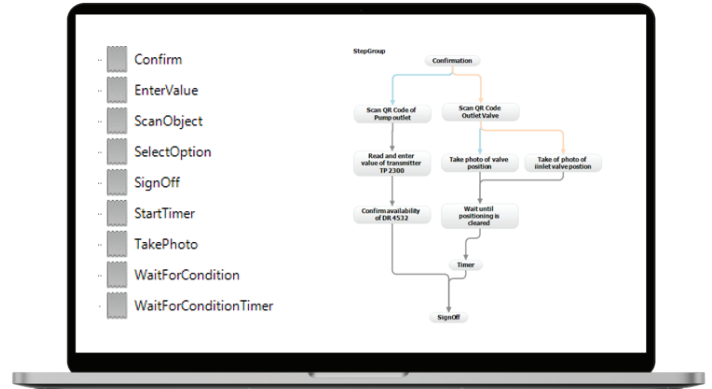 Confirm
EnterValue
ScanObject
SelectOption
SignOff
StartTimer
TakePhoto
WaitForCondition
WaitForConditionTimer
StepGroup
Confirmation
Scan QR Code of
Pump outlet
Scan QR Code
Outlet Valve
Read and enter
value of transmitter
TP 2300
Take photo of valve
position
Take of photo of
iinlet valve position
Confirm availability
of DR 4532
Wait until
positioning is
cleared
Timer
SignOff